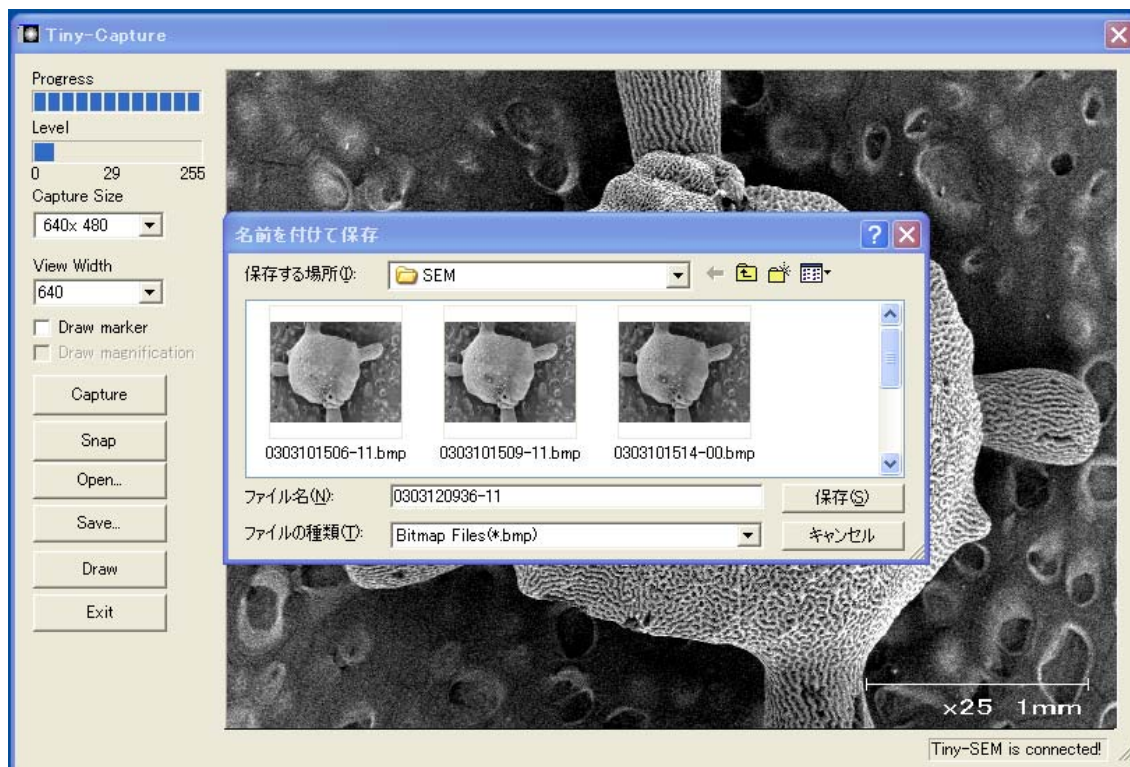 Tiny-Capture
Progress
Level
0 29 255
Capture Size
640x 480
View Width
640
Draw marker
Draw magnification
Capture
Snap
Open...
Save...
Draw
Exit
名前を付けて保存
保存する場所(I):
SEM
0303101506-11.bmp
0303101509-11.bmp
0303101514-00.bmp
ファイル名(N):
0303120936-11
保存(S)
ファイルの種類(T):
Bitmap Files(*.bmp)
キャンセル
x25 1mm
Tiny-SEM is connected!